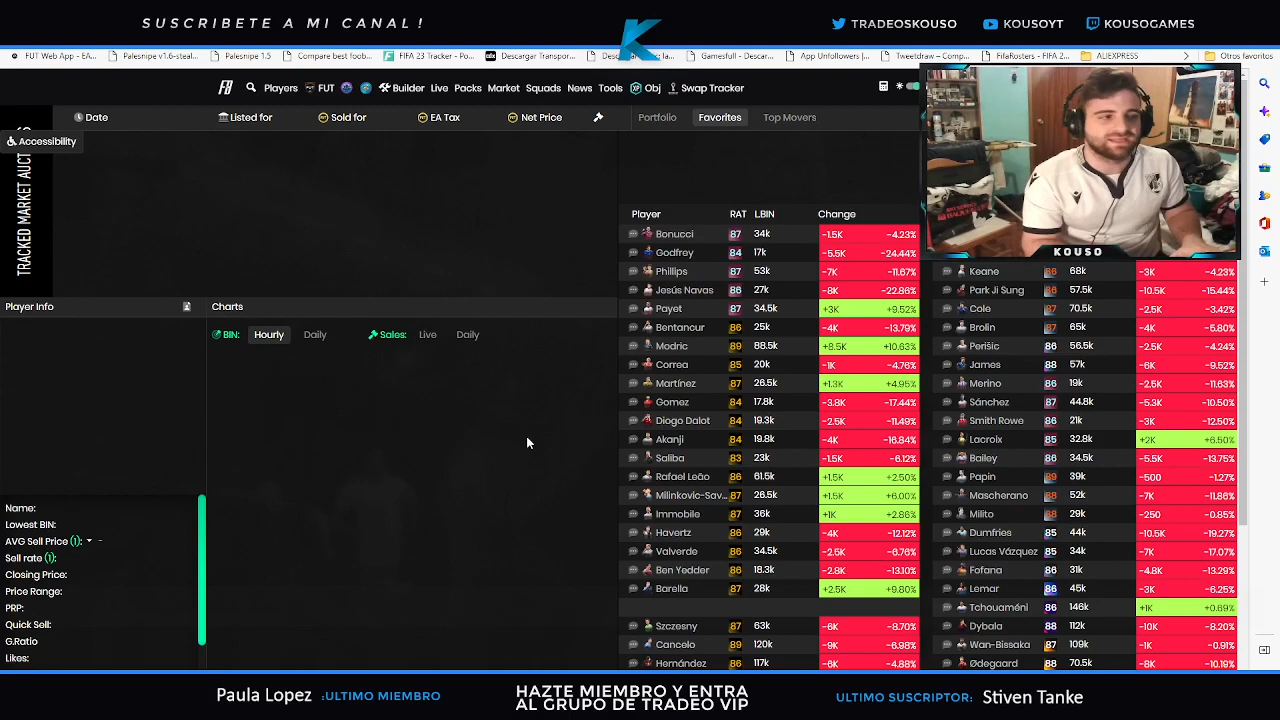 SUSCRIBETE A MI CANAL !
TRADEOSKOUSO
KOUSOYT
KOUSOGAMES
FUT Web App - EA...
Palesnipe v1.6-steal...
Palesnipe 1.5
Compare best foob...
FIFA 23 Tracker - Po...
Descargar Transpor...
Gamesfull - Descar...
App Unfollowers |...
Tweetdraw – Comp...
FifaRosters - FIFA 2...
ALIEXPRESS
Otros favoritos
Players
FUT
Builder
Live
Packs
Market
Squads
News
Tools
Obj
Swap Tracker
Date
Listed for
Sold for
EA Tax
Net Price
Portfolio
Favorites
Top Movers
Accessibility
TRACKED MARKET AUC
Player RAT LBIN Change
Bonucci 87 34k -1.5K -4.23%
Godfrey 84 17k -5.5K -24.44%
Phillips 87 53k -7K -11.67%
Jesús Navas 86 27k -8K -22.86%
Payet 87 34.5k +3K +9.52%
Bentancur 86 25k -4K -13.79%
Modric 89 88.5k +8.5K +10.63%
Correa 85 20k -1K -4.76%
Martínez 87 26.5k +1.3K +4.95%
Gomez 84 17.8k -3.8K -17.44%
Diogo Dalot 84 19.3k -2.5K -11.49%
Akanji 84 19.8k -4K -16.84%
Saliba 83 23k -1.5K -6.12%
Rafael Leão 86 61.5k +1.5K +2.50%
Milinkovic-Sav... 87 26.5k +1.5K +6.00%
Immobile 87 36k +1K +2.86%
Havertz 86 29k -4K -12.12%
Valverde 86 34.5k -2.5K -6.76%
Ben Yedder 86 18.3k -2.8K -13.10%
Barella 87 28k +2.5K +9.80%
Szczesny 87 63k -6K -8.70%
Cancelo 89 120k -9K -6.98%
Hernández 86 117k -6K -4.88%
KOUSO
Keane 86 68k -3K -4.23%
Park Ji Sung 86 57.5k -10.5K -15.44%
Cole 87 70.5k -2.5K -3.42%
Brolin 87 65k -4K -5.80%
Perišic 86 56.5k -2.5K -4.24%
James 88 57k -6K -9.52%
Merino 86 19k -2.5K -11.63%
Sánchez 87 44.8k -5.3K -10.50%
Smith Rowe 86 21k -3K -12.50%
Lacroix 85 32.8k +2K +6.50%
Bailey 86 34.5k -5.5K -13.75%
Papin 89 39k -500 -1.27%
Mascherano 88 52k -7K -11.86%
Milito 88 29k -250 -0.85%
Dumfries 85 44k -10.5K -19.27%
Lucas Vázquez 85 34k -7K -17.07%
Fofana 86 31k -4.8K -13.29%
Lemar 86 45k -3K -6.25%
Tchouaméni 86 146k +1K +0.69%
Dybala 88 112k -10K -8.20%
Wan-Bissaka 87 109k -1K -0.91%
Ødegaard 88 70.5k -8K -10.19%
Player Info
Charts
BIN: Hourly Daily
Sales: Live Daily
Name:
Lowest BIN:
AVG Sell Price (1): -
Sell rate (1):
Closing Price:
Price Range:
PRP:
Quick Sell:
G.Ratio
Likes:
Paula Lopez :ULTIMO MIEMBRO
HAZTE MIEMBRO Y ENTRA
AL GRUPO DE TRADEO VIP
ULTIMO SUSCRIPTOR: Stiven Tanke